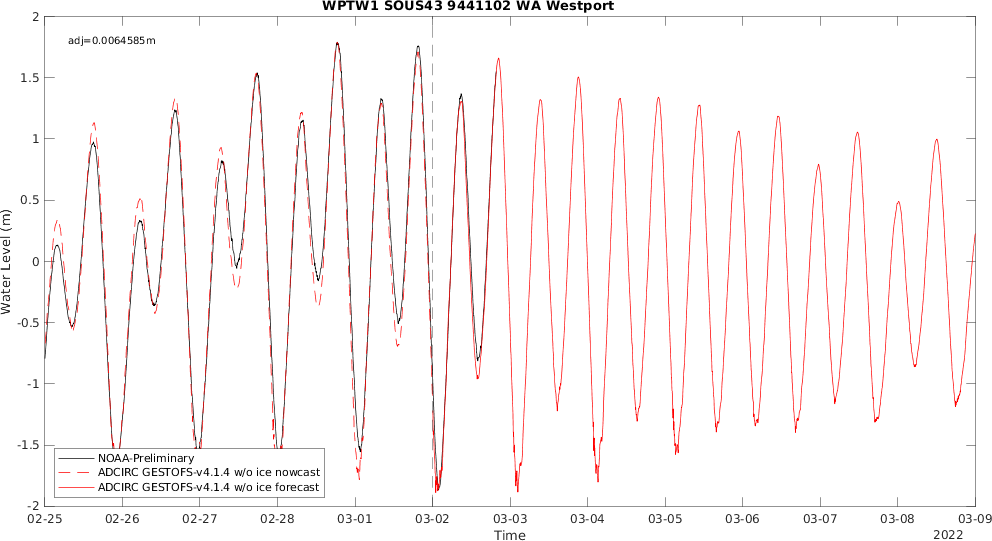 WPTW1 SOUS43 9441102 WA Westport
adj=0.0064585m
2
1.5
1
0.5
0
-0.5
-1
-1.5
-2
Water Level (m)
NOAA-Preliminary
ADCIRC GESTOFS-v4.1.4 w/o ice nowcast
ADCIRC GESTOFS-v4.1.4 w/o ice forecast
02-25 02-26 02-27 02-28 03-01 03-02 03-03 03-04 03-05 03-06 03-07 03-08 03-09
Time
2022